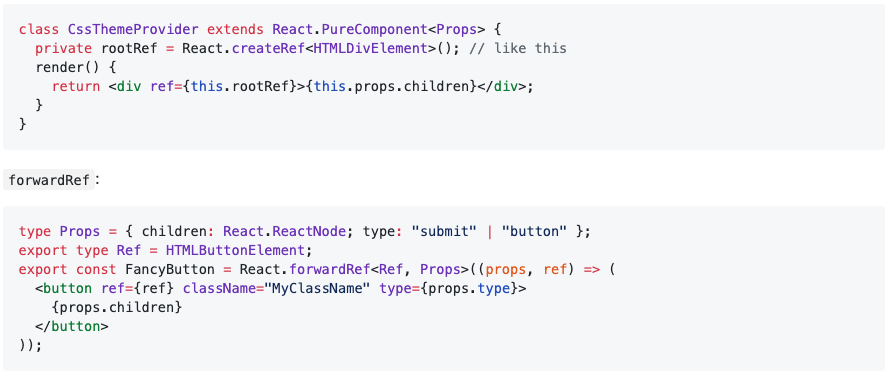 class CssThemeProvider extends React.PureComponent<Props> {
  private rootRef = React.createRef<HTMLDivElement>(); // like this
  render() {
    return <div ref={this.rootRef}>{this.props.children}</div>;
  }
}
forwardRef:
type Props = { children: React.ReactNode; type: "submit" | "button" };
export type Ref = HTMLButtonElement;
export const FancyButton = React.forwardRef<Ref, Props>((props, ref) => (
  <button ref={ref} className="MyClassName" type={props.type}>
    {props.children}
  </button>
));